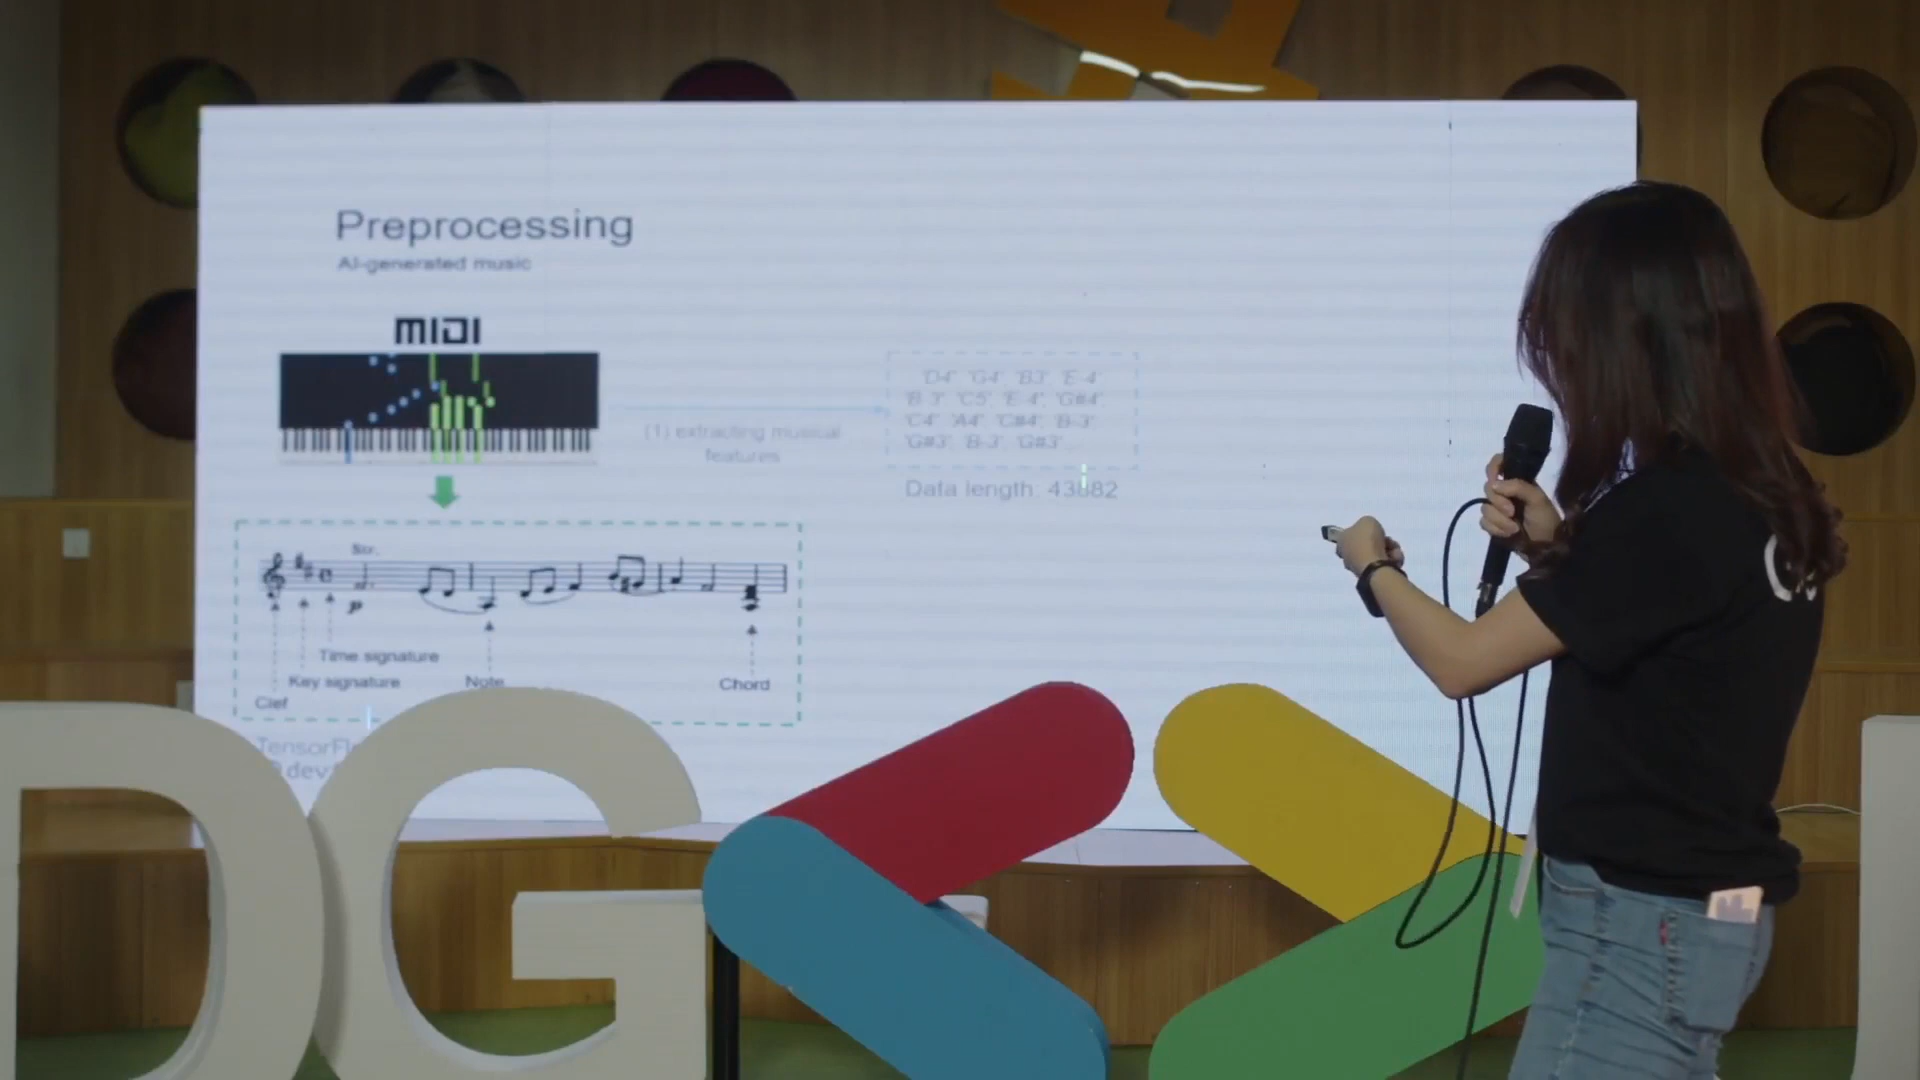 Preprocessing
AI-generated music
MIDI
(1) extracting musical
features
'D4' 'G4' 'B3' 'E-4'
'B-3' 'C5' 'E-4', 'G#4',
'C4' 'A4' 'C#4', 'B-3',
'G#3', 'B-3' 'G#3'...
Data length:
Str.
p
Time signature
Key signature
Note
Chord
Clef
DG